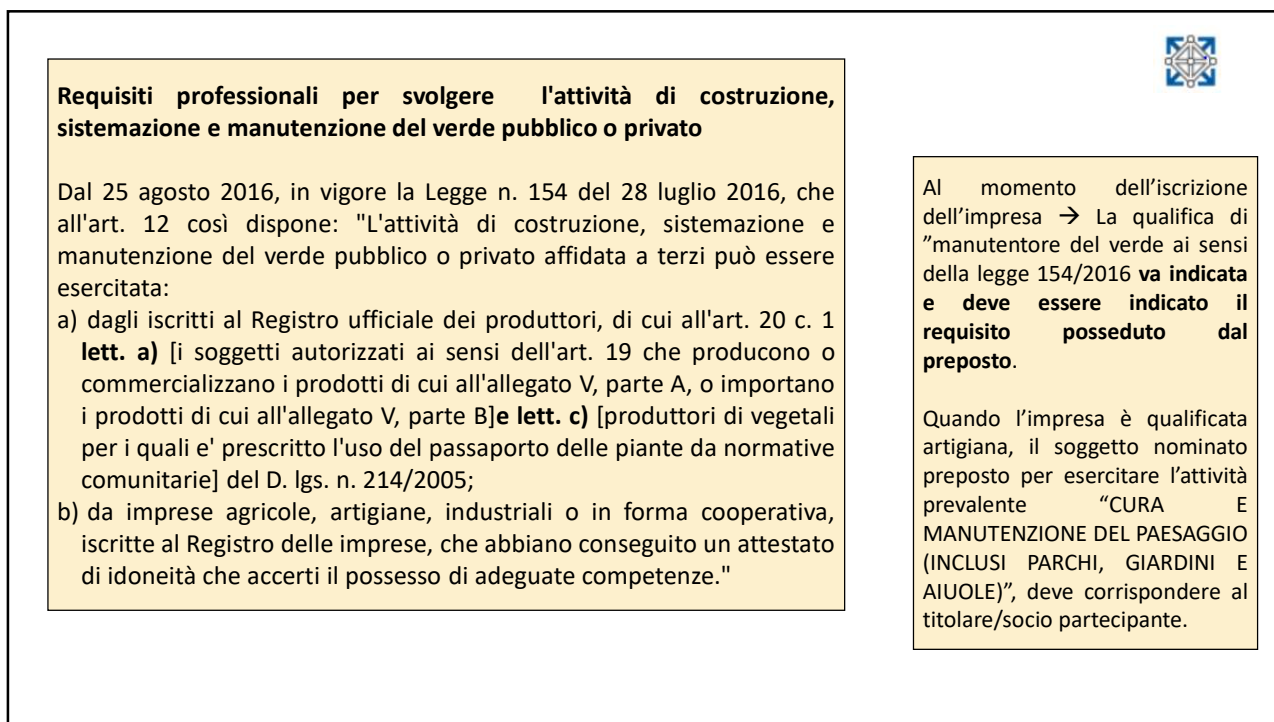 Requisiti professionali per svolgere l'attività di costruzione,
sistemazione e manutenzione del verde pubblico o privato
Dal 25 agosto 2016, in vigore la Legge n. 154 del 28 luglio 2016, che
all'art. 12 così dispone: "L'attività di costruzione, sistemazione e
manutenzione del verde pubblico o privato affidata a terzi può essere
esercitata:
a) dagli iscritti al Registro ufficiale dei produttori, di cui all'art. 20 c. 1
lett. a) [i soggetti autorizzati ai sensi dell'art. 19 che producono o
commercializzano i prodotti di cui all'allegato V, parte A, o importano
i prodotti di cui all'allegato V, parte B]e lett. c) [produttori di vegetali
per i quali e' prescritto l'uso del passaporto delle piante da normative
comunitarie] del D. lgs. n. 214/2005;
b) da imprese agricole, artigiane, industriali o in forma cooperativa,
iscritte al Registro delle imprese, che abbiano conseguito un attestato
di idoneità che accerti il possesso di adeguate competenze."
Al momento dell’iscrizione
dell’impresa → La qualifica di
”manutentore del verde ai sensi
della legge 154/2016 va indicata
e deve essere indicato il
requisito posseduto dal
preposto.
Quando l’impresa è qualificata
artigiana, il soggetto nominato
preposto per esercitare l’attività
prevalente “CURA E
MANUTENZIONE DEL PAESAGGIO
(INCLUSI PARCHI, GIARDINI E
AIUOLE)”, deve corrispondere al
titolare/socio partecipante.